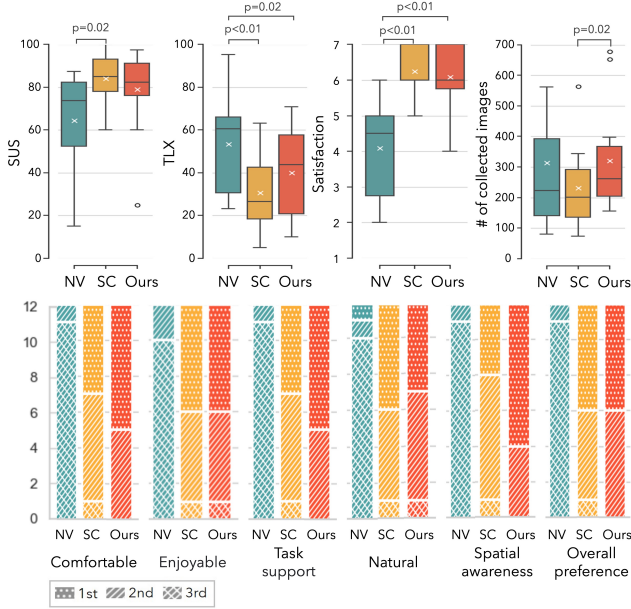 p=0.02
p<0.01
p=0.02
p<0.01
p<0.01
p=0.02
100
80
60
40
20
0
SUS
NV SC Ours
100
80
60
40
20
0
TLX
NV SC Ours
7
6
5
4
3
2
1
Satisfaction
NV SC Ours
700
600
500
400
300
200
100
0
# of collected images
NV SC Ours
12
10
8
6
4
2
0
NV SC Ours NV SC Ours NV SC Ours NV SC Ours NV SC Ours NV SC Ours
Comfortable
Enjoyable
Task
support
Natural
Spatial
awareness
Overall
preference
1st 2nd 3rd